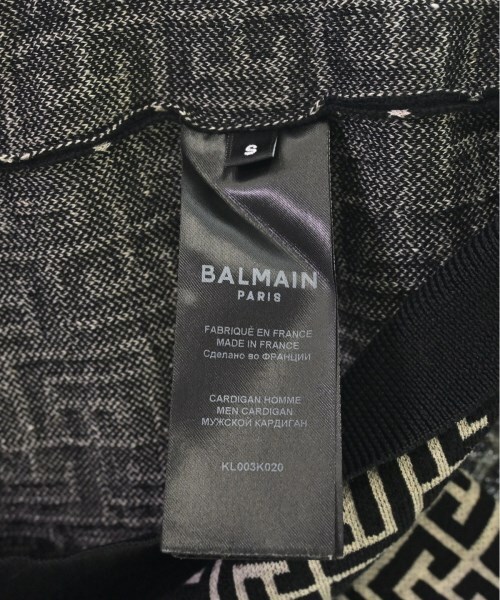 S
BALMAIN
PARIS
FABRIQUÉ EN FRANCE
MADE IN FRANCE
Сделано во ФРАНЦИИ
CARDIGAN HOMME
MEN CARDIGAN
МУЖСКОЙ КАРДИГАН
KL003K020